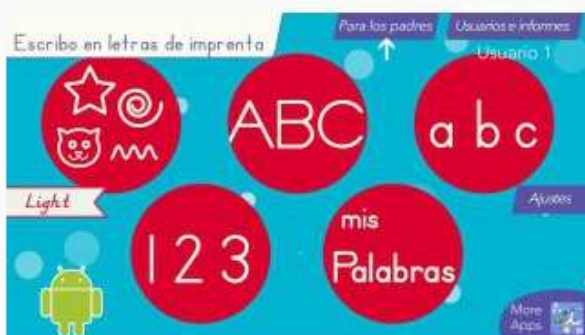 Para los padres
Usuarios e informes
Escribo en letras de imprenta
Usuario 1
ABC
a b c
Light
Ajustes
1 2 3
mis
Palabras
More
Apps